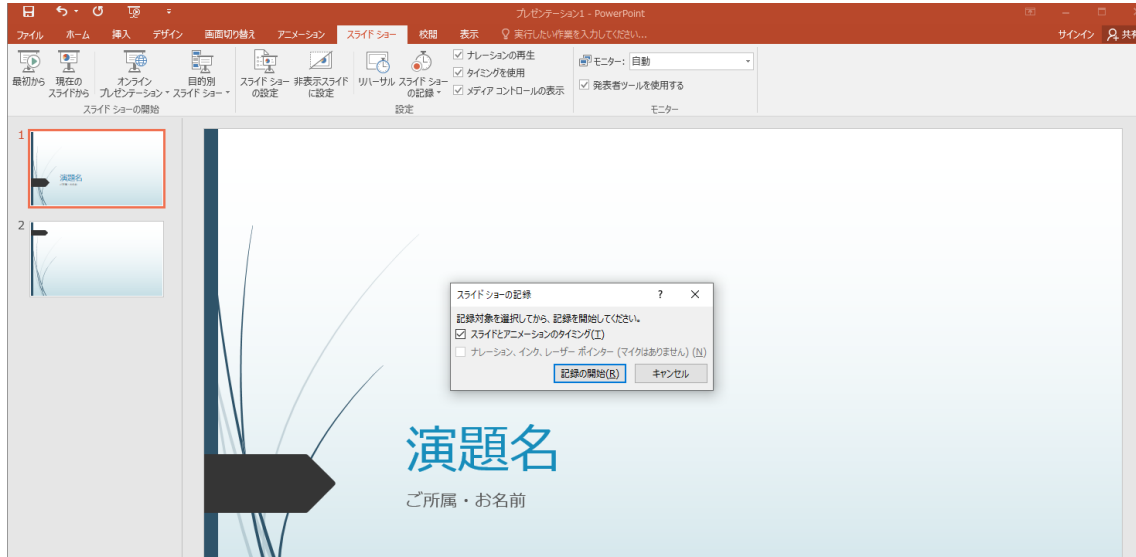 プレゼンテーション1 - PowerPoint
ファイル ホーム 挿入 デザイン 画面切り替え アニメーション スライド ショー 校閲 表示 実行したい作業を入力してください... サインイン 共有
最初から
現在の
スライドから
オンライン
プレゼンテーション
目的別
スライド ショー
スライド ショー
の設定
非表示スライド
に設定
リハーサル
スライド ショー
の記録
ナレーションの再生
タイミングを使用
メディア コントロールの表示
モニター: 自動
発表者ツールを使用する
スライド ショーの開始 設定 モニター
1
演題名
2
スライド ショーの記録 ?
記録対象を選択してから、記録を開始してください。
スライドとアニメーションのタイミング(T)
ナレーション、インク、レーザー ポインター (マイクはありません) (N)
記録の開始(R) キャンセル
演題名
ご所属・お名前